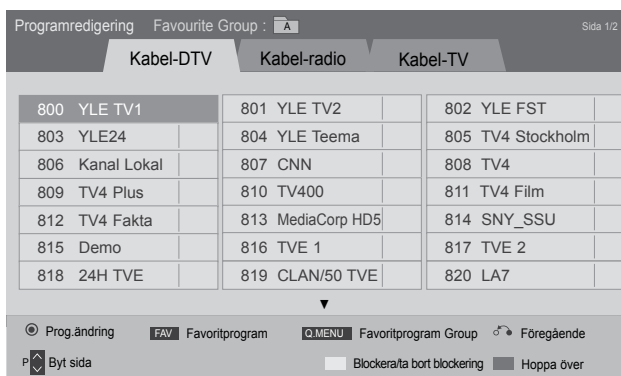 Programredigering Favourite Group : A Sida 1/2
Kabel-DTV Kabel-radio Kabel-TV
800 YLE TV1 801 YLE TV2 802 YLE FST
803 YLE24 804 YLE Teema 805 TV4 Stockholm
806 Kanal Lokal 807 CNN 808 TV4
809 TV4 Plus 810 TV400 811 TV4 Film
812 TV4 Fakta 813 MediaCorp HD5 814 SNY_SSU
815 Demo 816 TVE 1 817 TVE 2
818 24H TVE 819 CLAN/50 TVE 820 LA7
Prog.ändring FAV Favoritprogram Q.MENU Favoritprogram Group Föregående
P Byt sida Blockera/ta bort blockering Hoppa över